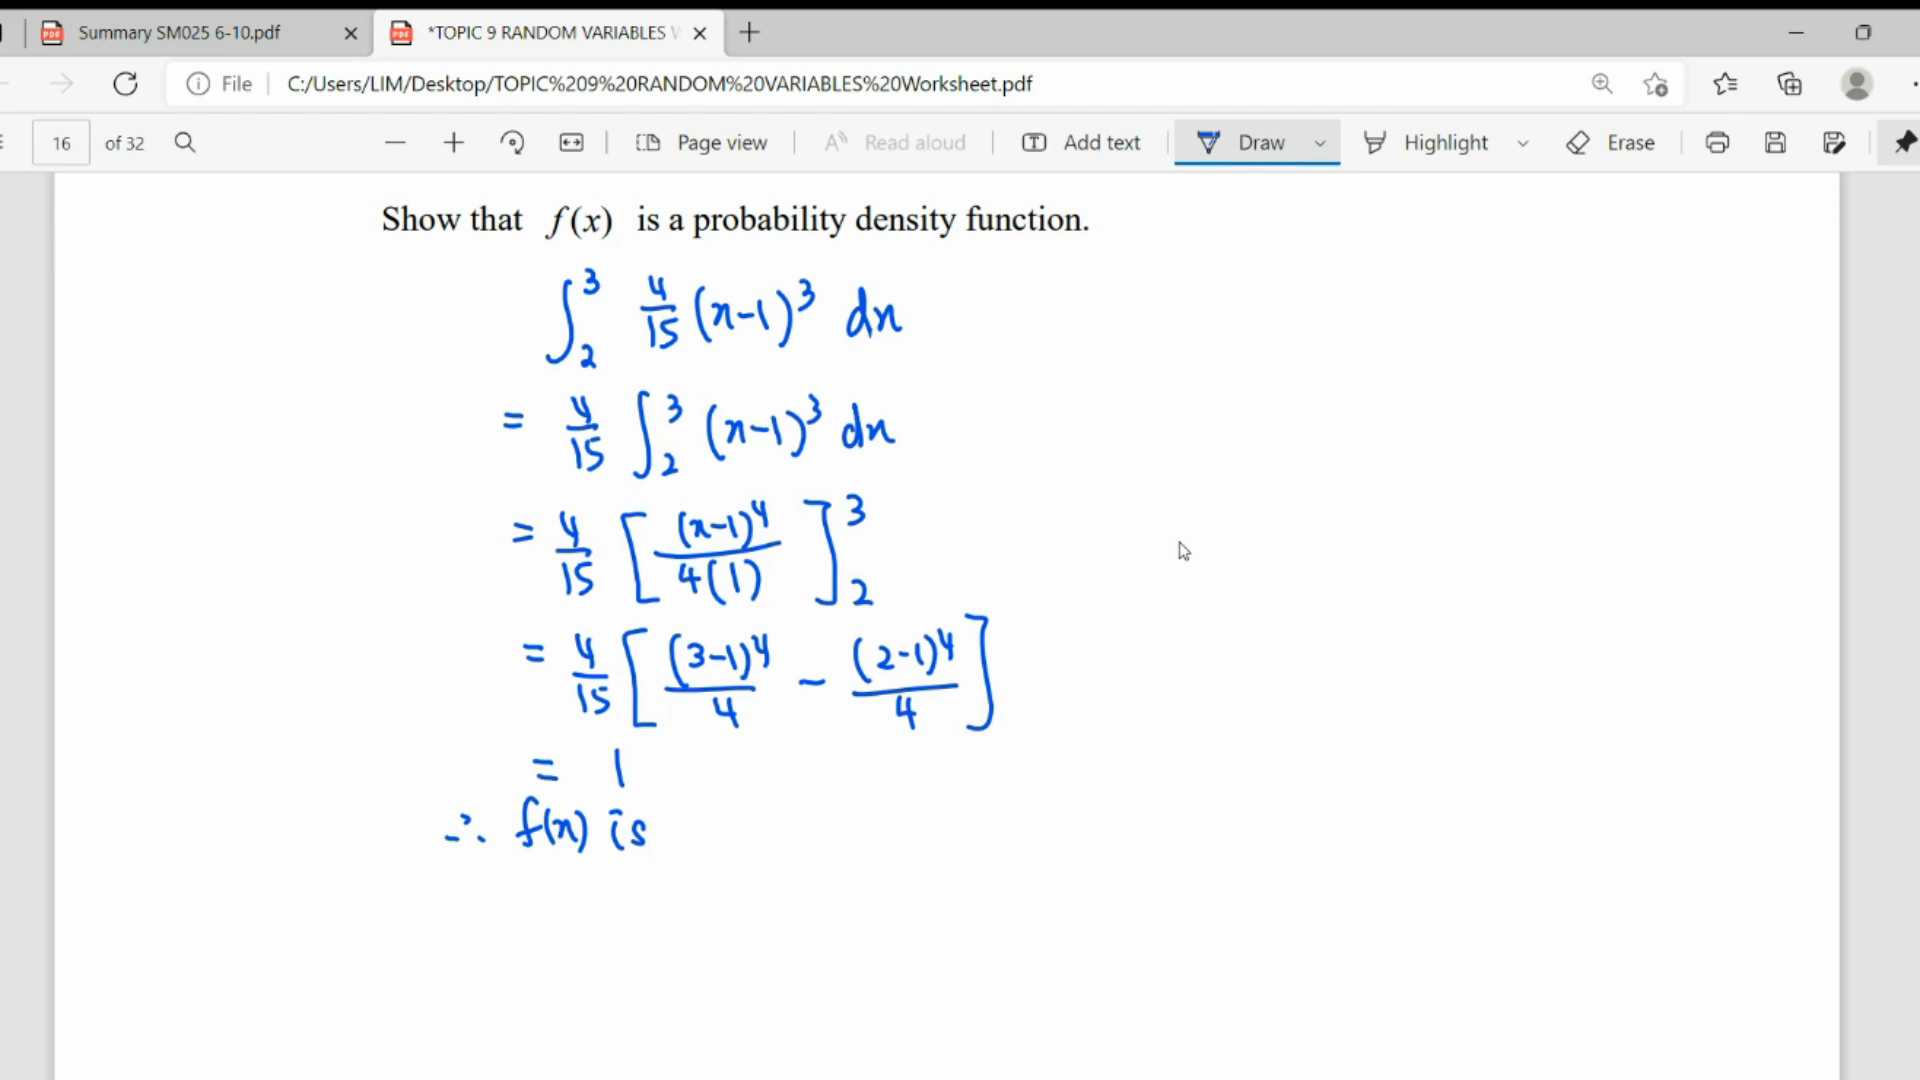 Summary SM025 6-10.pdf
*TOPIC 9 RANDOM VARIABLES W
File
C:/Users/LIM/Desktop/TOPIC%209%20RANDOM%20VARIABLES%20Worksheet.pdf
16 of 32
Page view
Read aloud
Add text
Draw
Highlight
Erase
Show that f(x) is a probability density function.
∫₂³ 4/15 (x-1)³ dx
= 4/15 ∫₂³ (x-1)³ dx
= 4/15 [ (x-1)⁴ / 4(1) ]₂³
= 4/15 [ (3-1)⁴ / 4 - (2-1)⁴ / 4 ]
= 1
∴ f(x) is